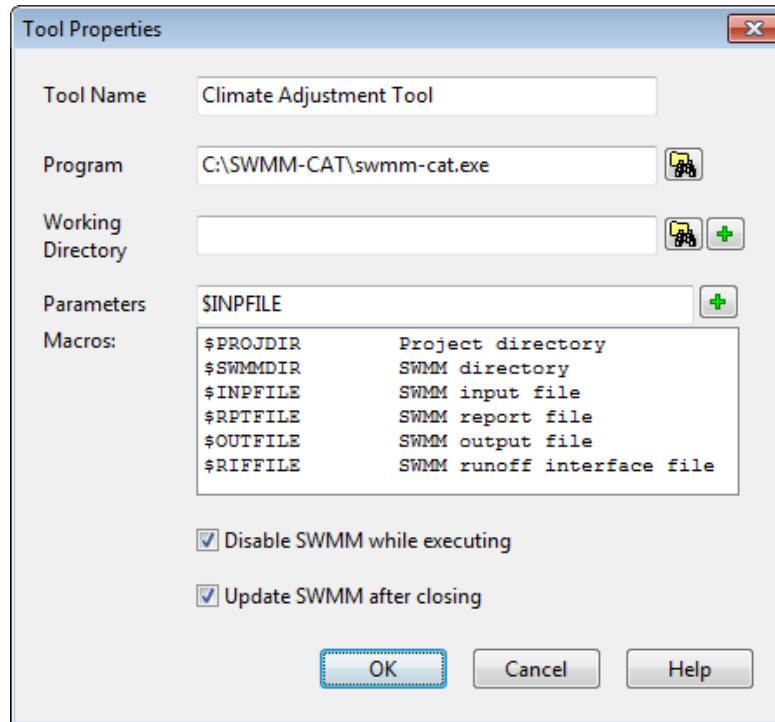 Tool Properties
Tool Name Climate Adjustment Tool
Program C:\SWMM-CAT\swmm-cat.exe
Working
Directory
Parameters $INPFILE
Macros:
$PROJDIR Project directory
$SWMMDIR SWMM directory
$INPFILE SWMM input file
$RPTFILE SWMM report file
$OUTFILE SWMM output file
$RIFFILE SWMM runoff interface file
Disable SWMM while executing
Update SWMM after closing
OK Cancel Help